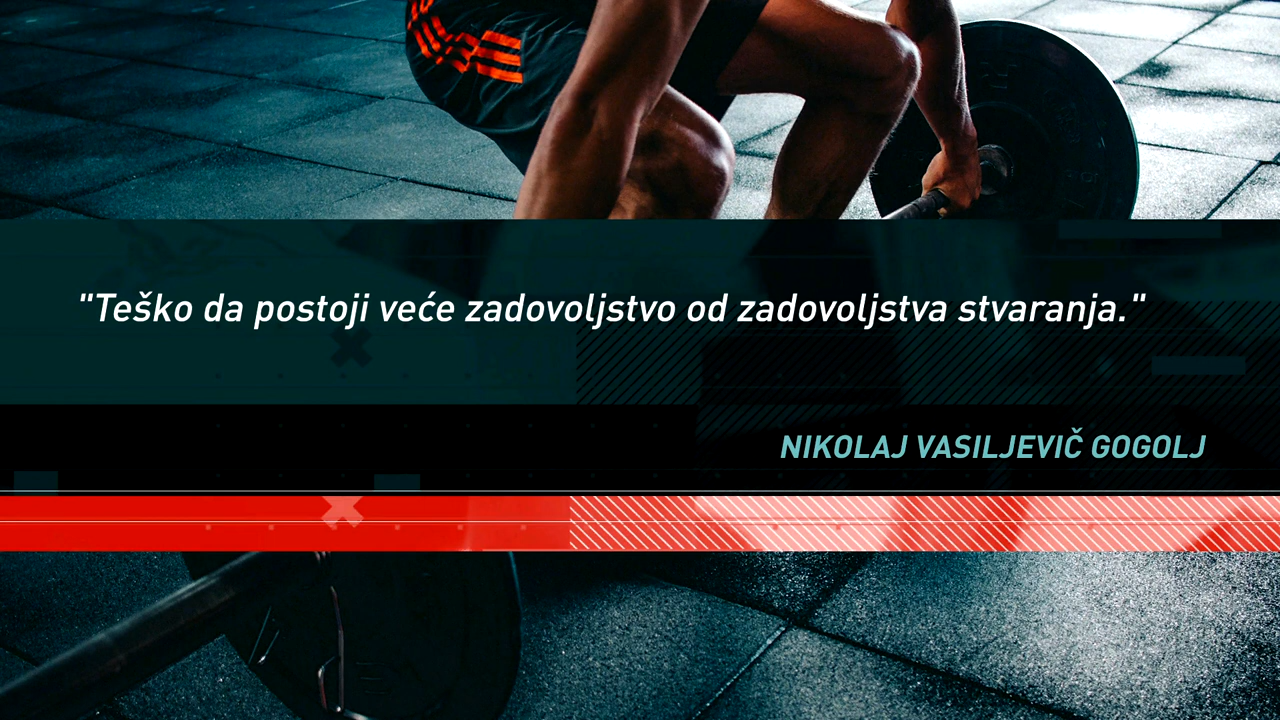 "Teško da postoji veće zadovoljstvo od zadovoljstva stvaranja."
NIKOLAJ VASILJEVIČ GOGOLJ